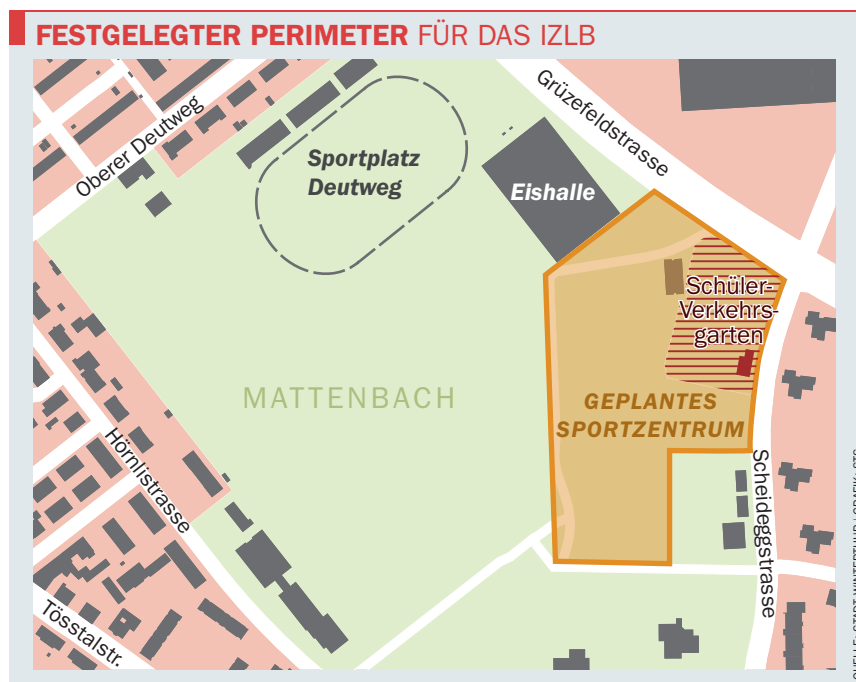 FESTGELEGTER PERIMETER FÜR DAS IZLB
Oberer Deutweg
Grüzefeldstrasse
Sportplatz
Deutweg
Eishalle
Schüler-
Verkehrs-
garten
MATTENBACH
GEPLANTES
SPORTZENTRUM
Hörnlistrasse
Scheideggstrasse
Tösstalstr.